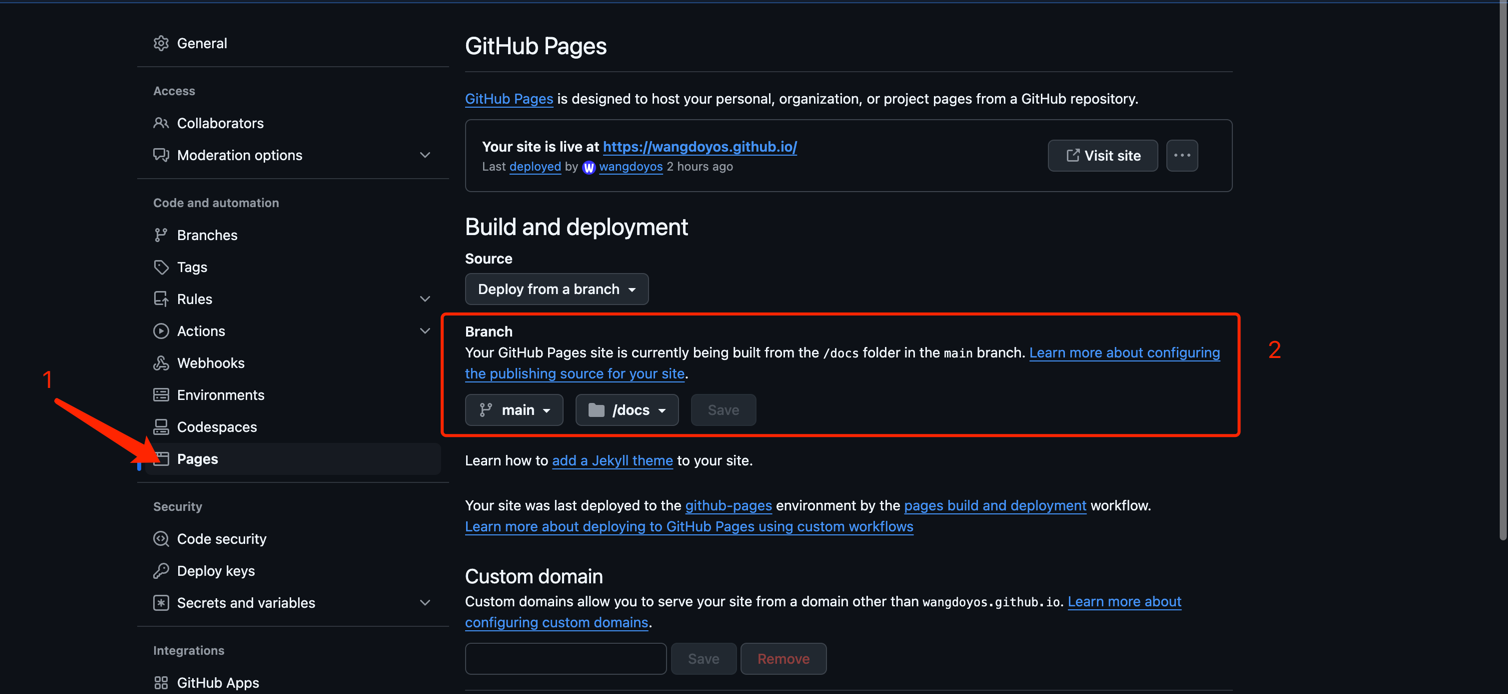 General
Access
Collaborators
Moderation options
Code and automation
Branches
Tags
Rules
Actions
Webhooks
Environments
Codespaces
1
Pages
Security
Code security
Deploy keys
Secrets and variables
Integrations
GitHub Apps
GitHub Pages
GitHub Pages is designed to host your personal, organization, or project pages from a GitHub repository.
Your site is live at https://wangdoyos.github.io/
Last deployed by W wangdoyos 2 hours ago
Visit site
Build and deployment
Source
Deploy from a branch
Branch
Your GitHub Pages site is currently being built from the /docs folder in the main branch. Learn more about configuring
the publishing source for your site.
2
main /docs Save
Learn how to add a Jekyll theme to your site.
Your site was last deployed to the github-pages environment by the pages build and deployment workflow.
Learn more about deploying to GitHub Pages using custom workflows
Custom domain
Custom domains allow you to serve your site from a domain other than wangdoyos.github.io. Learn more about
configuring custom domains.
Save Remove